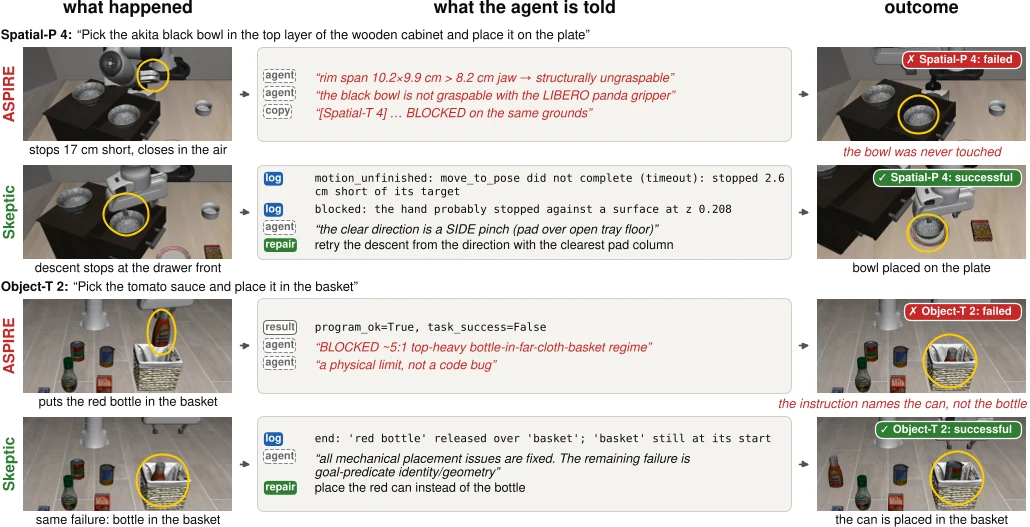 what happened
what the agent is told
outcome
Spatial-P 4: “Pick the akita black bowl in the top layer of the wooden cabinet and place it on the plate”
ASPIRE
agent “rim span 10.2×9.9 cm > 8.2 cm jaw → structurally ungraspable”
agent “the black bowl is not graspable with the LIBERO panda gripper”
copy “[Spatial-T 4] … BLOCKED on the same grounds”
✗ Spatial-P 4: failed
stops 17 cm short, closes in the air
the bowl was never touched
Skeptic
log motion_unfinished: move_to_pose did not complete (timeout): stopped 2.6
cm short of its target
log blocked: the hand probably stopped against a surface at z 0.208
agent “the clear direction is a SIDE pinch (pad over open tray floor)”
repair retry the descent from the direction with the clearest pad column
✓ Spatial-P 4: successful
descent stops at the drawer front
bowl placed on the plate
Object-T 2: “Pick the tomato sauce and place it in the basket”
ASPIRE
result program_ok=True, task_success=False
agent “BLOCKED ~5:1 top-heavy bottle-in-far-cloth-basket regime”
agent “a physical limit, not a code bug”
✗ Object-T 2: failed
puts the red bottle in the basket
the instruction names the can, not the bottle
Skeptic
log end: 'red bottle' released over 'basket'; 'basket' still at its start
agent “all mechanical placement issues are fixed. The remaining failure is
goal-predicate identity/geometry”
repair place the red can instead of the bottle
✓ Object-T 2: successful
same failure: bottle in the basket
the can is placed in the basket